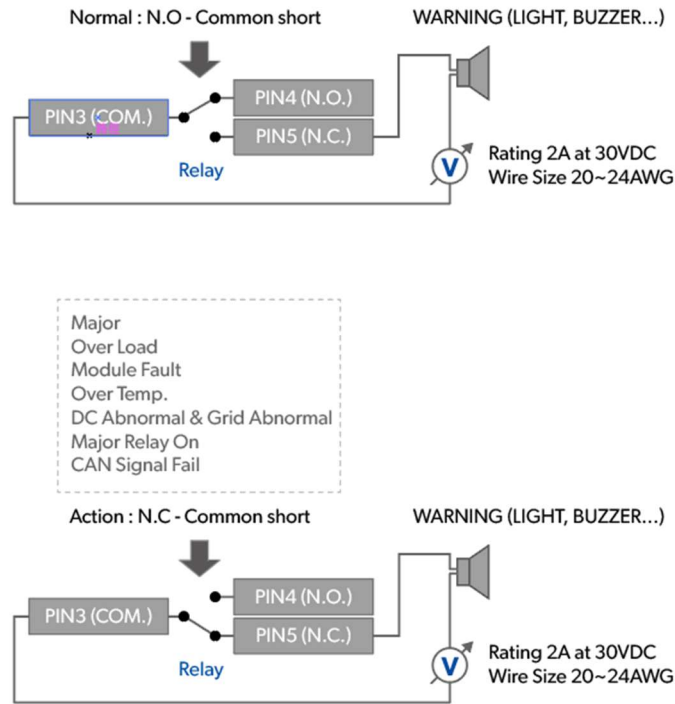 Normal : N.O - Common short
WARNING (LIGHT, BUZZER...)
PIN3 (COM.)
PIN4 (N.O.)
PIN5 (N.C.)
Relay
V
Rating 2A at 30VDC
Wire Size 20~24AWG
Major
Over Load
Module Fault
Over Temp.
DC Abnormal & Grid Abnormal
Major Relay On
CAN Signal Fail
Action : N.C - Common short
WARNING (LIGHT, BUZZER...)
PIN3 (COM.)
PIN4 (N.O.)
PIN5 (N.C.)
Relay
V
Rating 2A at 30VDC
Wire Size 20~24AWG